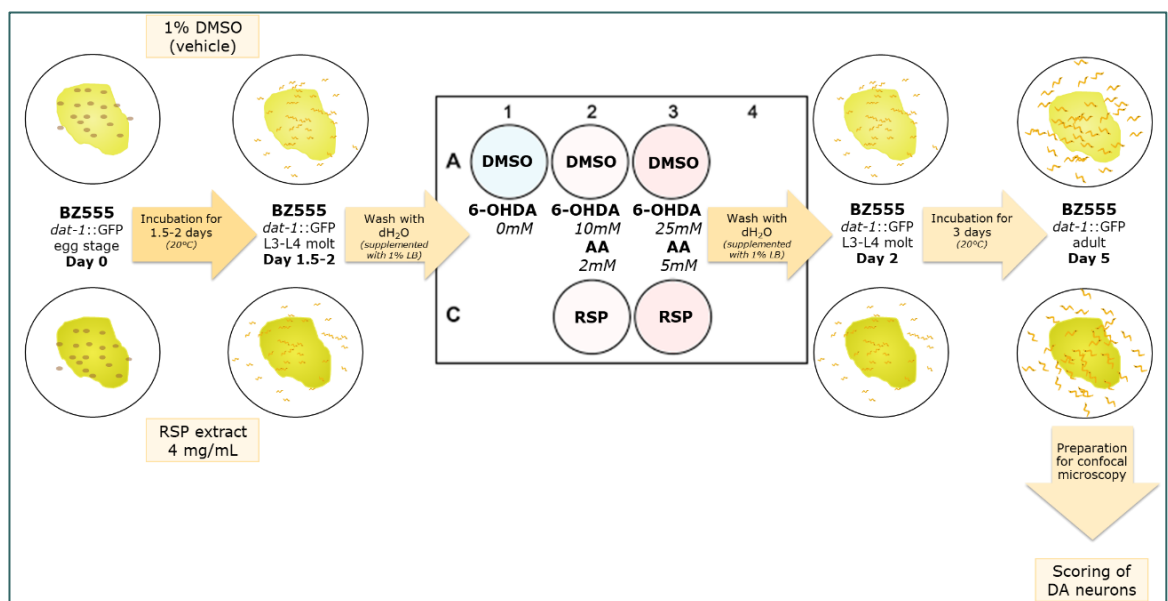 1% DMSO
(vehicle)
BZ555
dat-1::GFP
egg stage
Day 0
Incubation for
1.5-2 days
(20ºC)
BZ555
dat-1::GFP
L3-L4 molt
Day 1.5-2
Wash with
dH₂O
(supplemented
with 1% LB)
1 2 3 4
A
DMSO DMSO DMSO
6-OHDA 6-OHDA 6-OHDA
0mM 10mM 25mM
AA AA
2mM 5mM
C
RSP RSP
Wash with
dH₂O
(supplemented
with 1% LB)
BZ555
dat-1::GFP
L3-L4 molt
Day 2
Incubation for
3 days
(20ºC)
BZ555
dat-1::GFP
adult
Day 5
RSP extract
4 mg/mL
Preparation
for confocal
microscopy
Scoring of
DA neurons